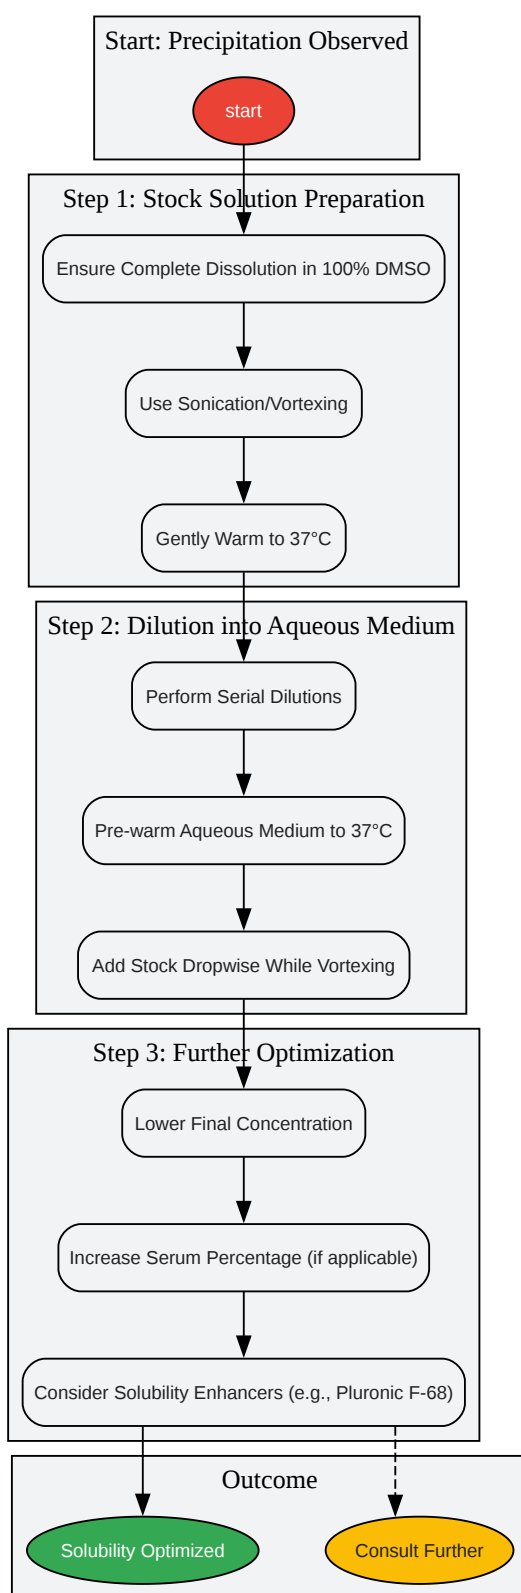 Start: Precipitation Observed
start
Step 1: Stock Solution Preparation
Ensure Complete Dissolution in 100% DMSO
Use Sonication/Vortexing
Gently Warm to 37°C
Step 2: Dilution into Aqueous Medium
Perform Serial Dilutions
Pre-warm Aqueous Medium to 37°C
Add Stock Dropwise While Vortexing
Step 3: Further Optimization
Lower Final Concentration
Increase Serum Percentage (if applicable)
Consider Solubility Enhancers (e.g., Pluronic F-68)
Outcome
Solubility Optimized
Consult Further